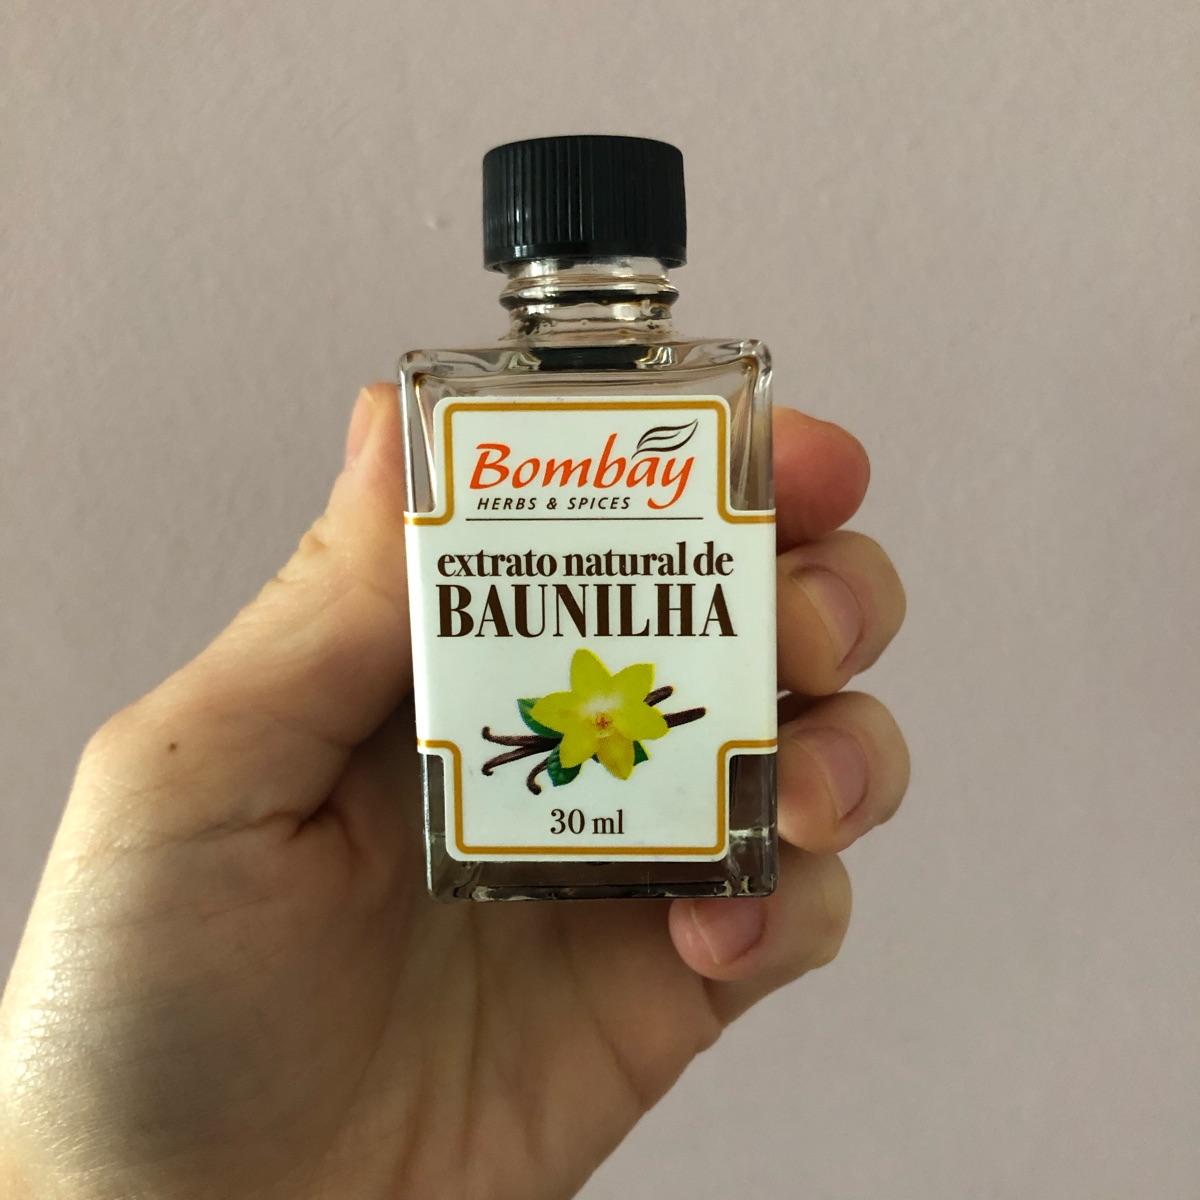 Bombay
HERBS & SPICES
extrato natural de
BAUNILHA
30 ml